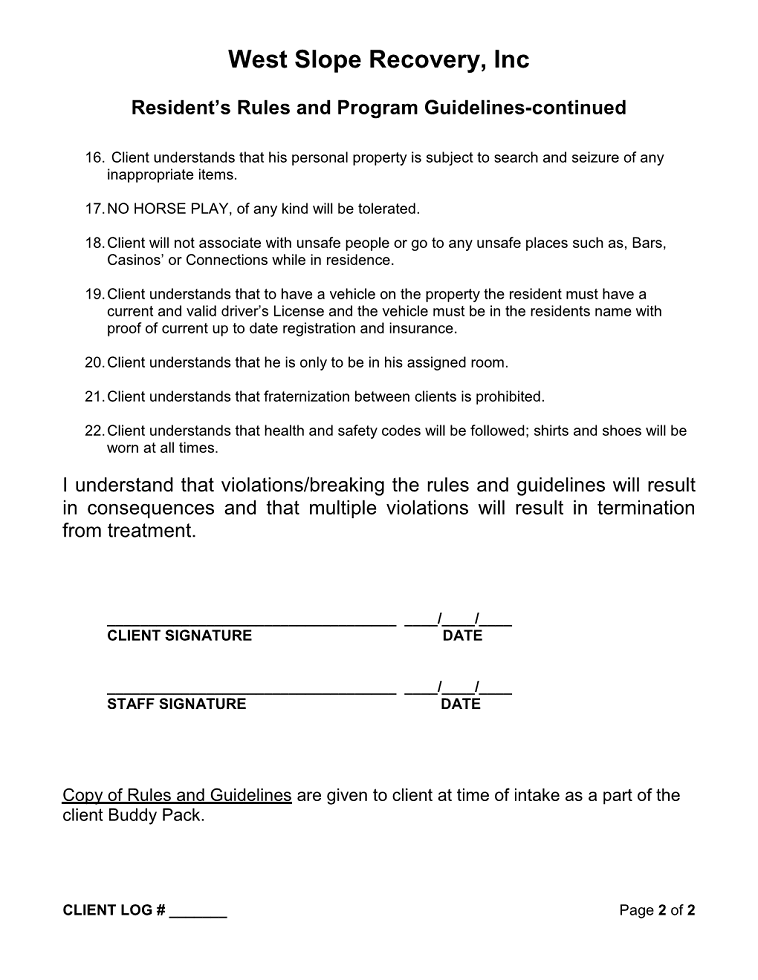 West Slope Recovery, Inc
Resident's Rules and Program Guidelines-continued
16. Client understands that his personal property is subject to search and seizure of any
inappropriate items.
17. NO HORSE PLAY, of any kind will be tolerated.
18. Client will not associate with unsafe people or go to any unsafe places such as, Bars,
Casinos' or Connections while in residence.
19. Client understands that to have a vehicle on the property the resident must have a
current and valid driver's License and the vehicle must be in the residents name with
proof of current up to date registration and insurance.
20. Client understands that he is only to be in his assigned room.
21. Client understands that fraternization between clients is prohibited.
22. Client understands that health and safety codes will be followed; shirts and shoes will be
worn at all times.
I understand that violations/breaking the rules and guidelines will result
in consequences and that multiple violations will result in termination
from treatment.
___________________________________ ____/____/____
CLIENT SIGNATURE DATE
___________________________________ ____/____/____
STAFF SIGNATURE DATE
Copy of Rules and Guidelines are given to client at time of intake as a part of the
client Buddy Pack.
CLIENT LOG # _______ Page 2 of 2